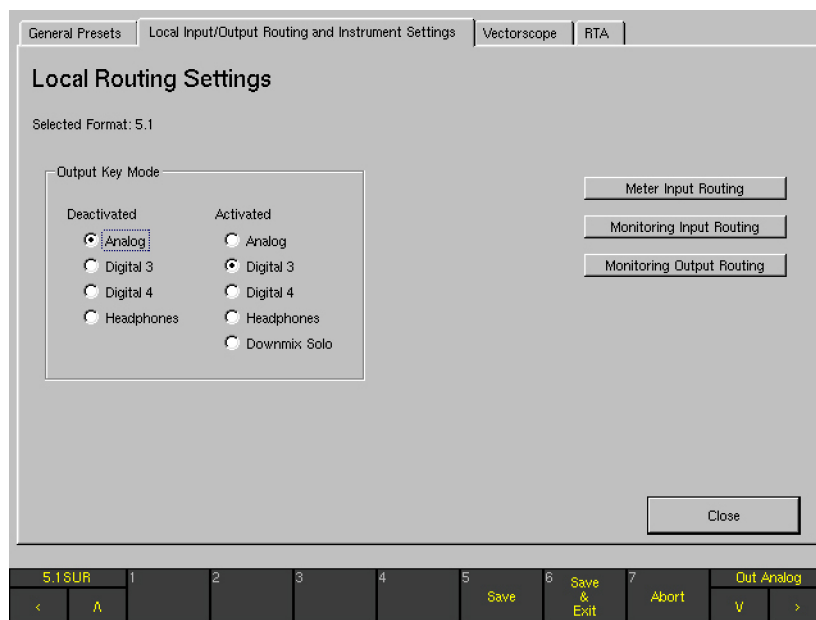 General Presets
Local Input/Output Routing and Instrument Settings
Vectorscope
RTA
Local Routing Settings
Selected Format: 5.1
Output Key Mode
Deactivated
Activated
Analog
Analog
Digital 3
Digital 3
Digital 4
Digital 4
Headphones
Headphones
Downmix Solo
Meter Input Routing
Monitoring Input Routing
Monitoring Output Routing
Close
5.1SUR
<
Λ
1
2
3
4
5
Save
6
Save
&
Exit
7
Abort
Out Analog
V
>